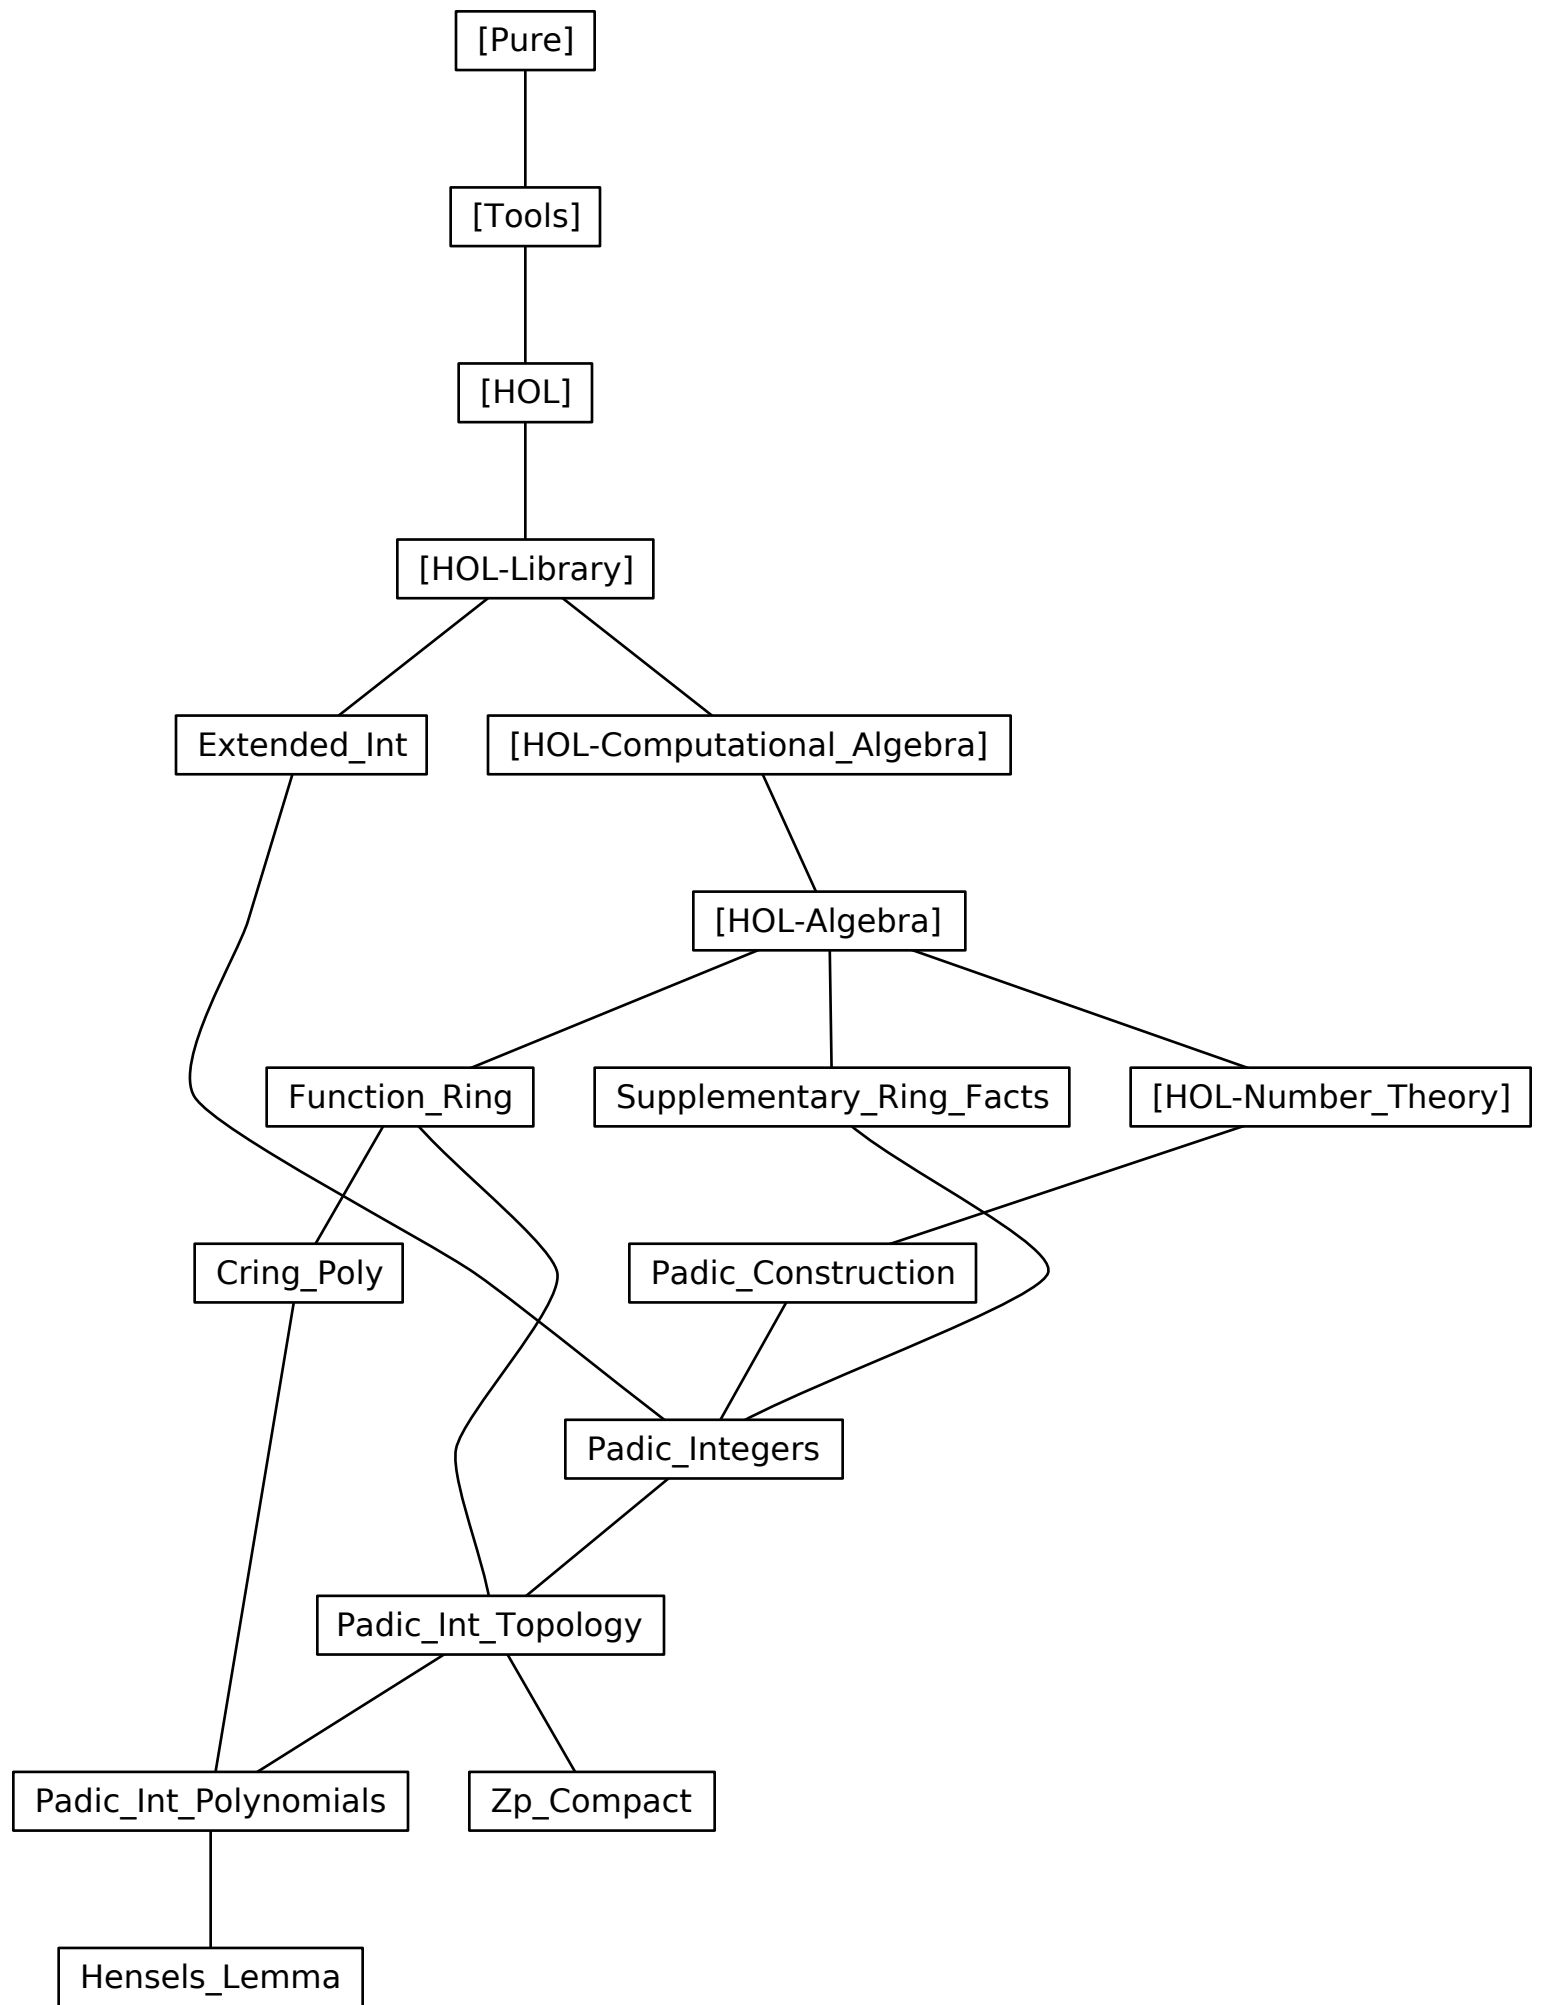 [Pure]
[Tools]
[HOL]
[HOL-Library]
Extended_Int
[HOL-Computational_Algebra]
[HOL-Algebra]
Function_Ring
Supplementary_Ring_Facts
[HOL-Number_Theory]
Cring_Poly
Padic_Construction
Padic_Integers
Padic_Int_Topology
Padic_Int_Polynomials
Zp_Compact
Hensels_Lemma